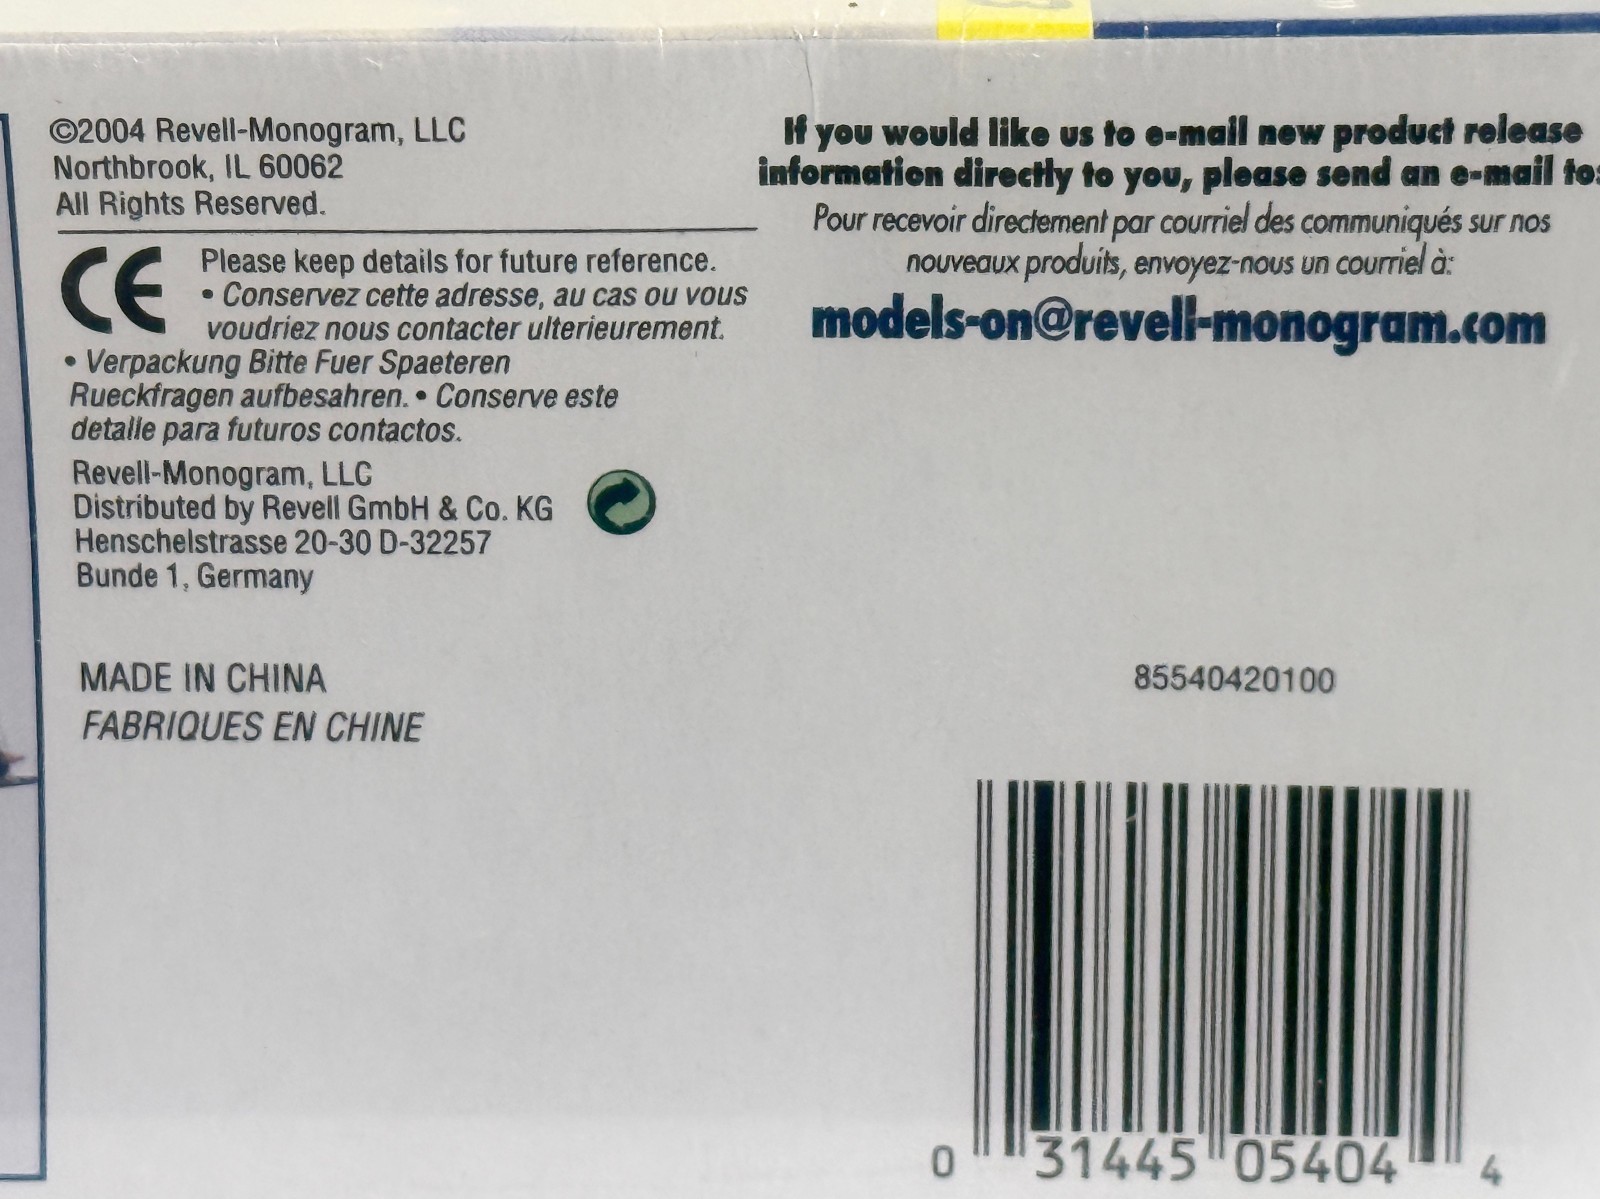 ©2004 Revell-Monogram, LLC
Northbrook, IL 60062
All Rights Reserved.
CE
Please keep details for future reference.
• Conservez cette adresse, au cas ou vous
voudriez nous contacter ulterieurement.
• Verpackung Bitte Fuer Spaeteren
Rueckfragen aufbesahren. • Conserve este
detalle para futuros contactos.
Revell-Monogram, LLC
Distributed by Revell GmbH & Co. KG
Henschelstrasse 20-30 D-32257
Bunde 1, Germany
MADE IN CHINA
FABRIQUES EN CHINE
If you would like us to e-mail new product release
information directly to you, please send an e-mail to:
Pour recevoir directement par courriel des communiqués sur nos
nouveaux produits, envoyez-nous un courriel à:
models-on@revell-monogram.com
85540420100
0 31445 05404 4